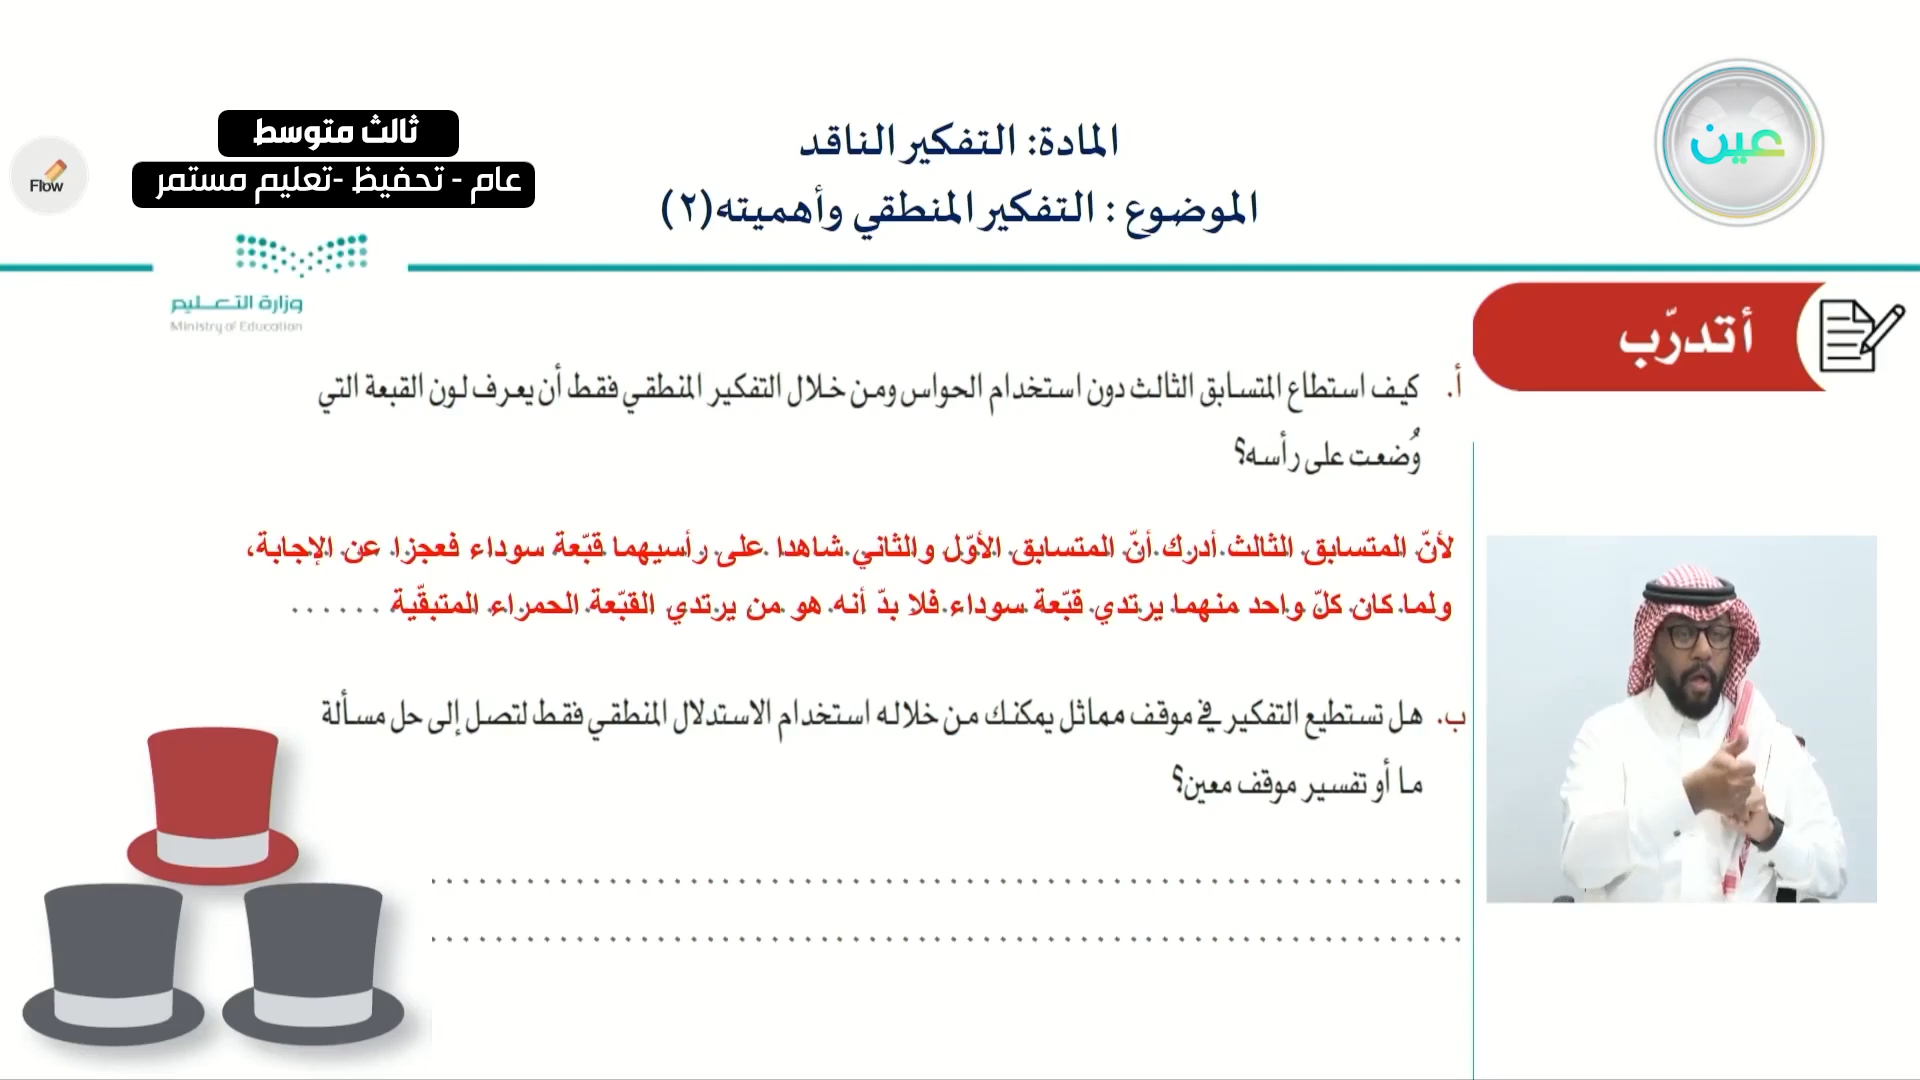 عين
المادة: التفكير الناقد
الموضوع : التفكير المنطقي وأهميته (٢)
ثالث متوسط
عام - تحفيظ -تعليم مستمر
Flow
وزارة التعـــليم
Ministry of Education
أتدرّب
أ. كيف استطاع المتسابق الثالث دون استخدام الحواس ومن خلال التفكير المنطقي فقط أن يعرف لون القبعة التي
وُضعت على رأسه؟
لأنّ المتسابق الثالث أدرك أنّ المتسابق الأوّل والثاني شاهدا على رأسيهما قبّعة سوداء فعجزا عن الإجابة،
ولما كان كلّ واحد منهما يرتدي قبّعة سوداء فلا بدّ أنه هو من يرتدي القبّعة الحمراء المتبقّية ......
ب. هل تستطيع التفكير في موقف مماثل يمكنك من خلاله استخدام الاستدلال المنطقي فقط لتصل إلى حل مسألة
ما أو تفسير موقف معين؟